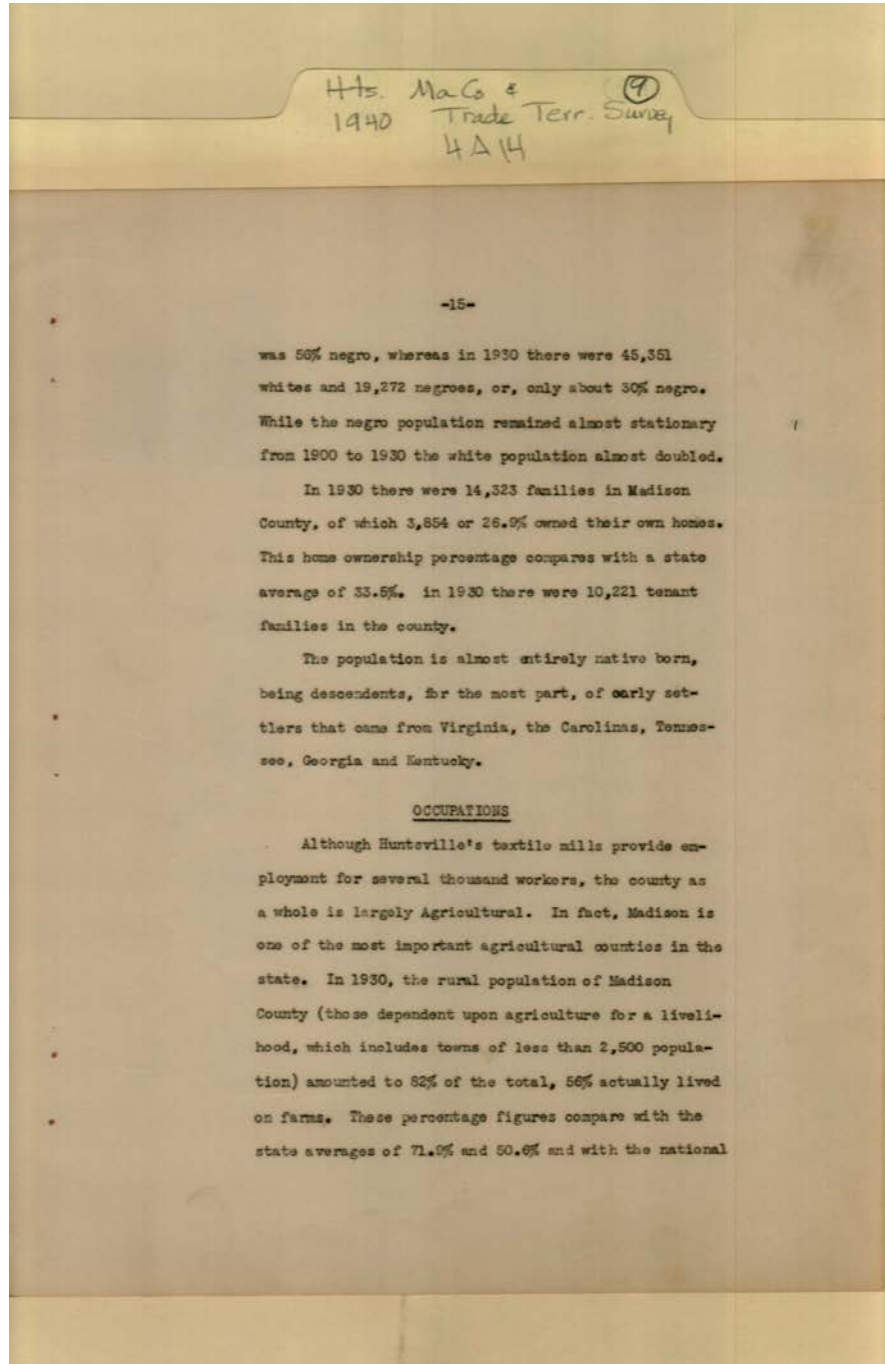 Hts. Ma Co & 9
1940 Trade Terr. Survey
4A14
-15-
was 56% negro, whereas in 1930 there were 45,351
whites and 19,272 negroes, or, only about 30% negro.
While the negro population remained almost stationary
from 1900 to 1930 the white population almost doubled.
In 1930 there were 14,323 families in Madison
County, of which 3,854 or 26.9% owned their own homes.
This home ownership percentage compares with a state
average of 33.5%. in 1930 there were 10,221 tenant
families in the county.
The population is almost entirely native born,
being descendents, for the most part, of early set-
tlers that came from Virginia, the Carolinas, Tennes-
see, Georgia and Kentucky.
OCCUPATIONS
Although Huntsville's textile mills provide em-
ployment for several thousand workers, the county as
a whole is largely Agricultural. In fact, Madison is
one of the most important agricultural counties in the
state. In 1930, the rural population of Madison
County (those dependent upon agriculture for a liveli-
hood, which includes towns of less than 2,500 popula-
tion) amounted to 82% of the total, 56% actually lived
on farms. These percentage figures compare with the
state averages of 71.9% and 50.6% and with the national